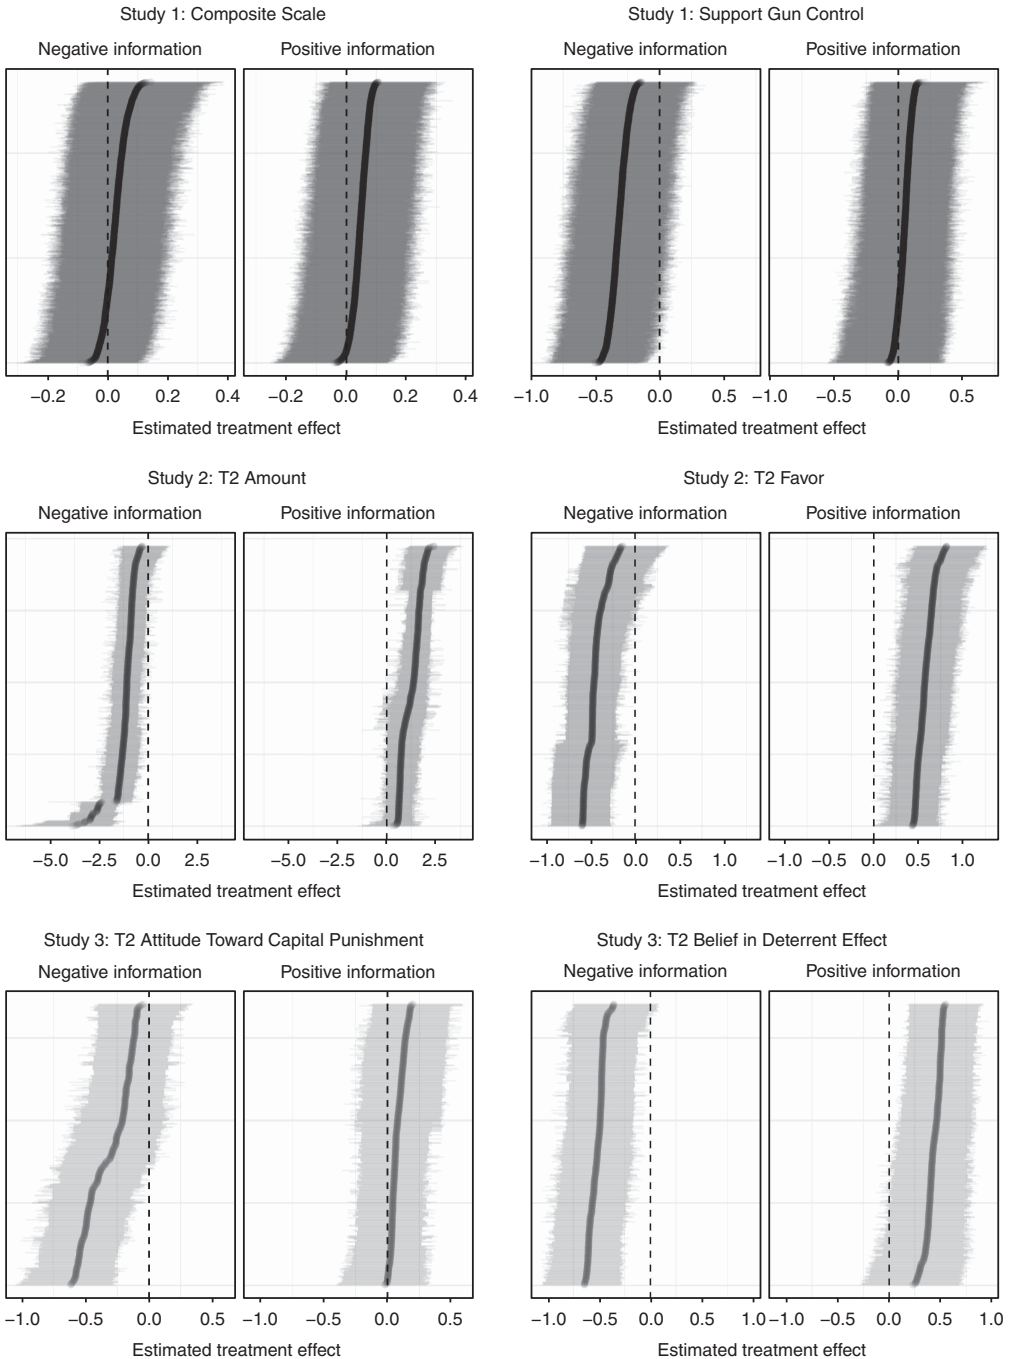 Study 1: Composite Scale
Study 1: Support Gun Control
Negative information
Positive information
Negative information
Positive information
−0.2 0.0 0.2 0.4
−0.2 0.0 0.2 0.4
−1.0 −0.5 0.0
−1.0 −0.5 0.0 0.5
Estimated treatment effect
Estimated treatment effect
Study 2: T2 Amount
Study 2: T2 Favor
Negative information
Positive information
Negative information
Positive information
−5.0 −2.5 0.0 2.5
−5.0 −2.5 0.0 2.5
−1.0 −0.5 0.0 0.5 1.0
−1.0 −0.5 0.0 0.5 1.0
Estimated treatment effect
Estimated treatment effect
Study 3: T2 Attitude Toward Capital Punishment
Study 3: T2 Belief in Deterrent Effect
Negative information
Positive information
Negative information
Positive information
−1.0 −0.5 0.0 0.5
−1.0 −0.5 0.0 0.5
−1.0 −0.5 0.0 0.5 1.0
−1.0 −0.5 0.0 0.5 1.0
Estimated treatment effect
Estimated treatment effect